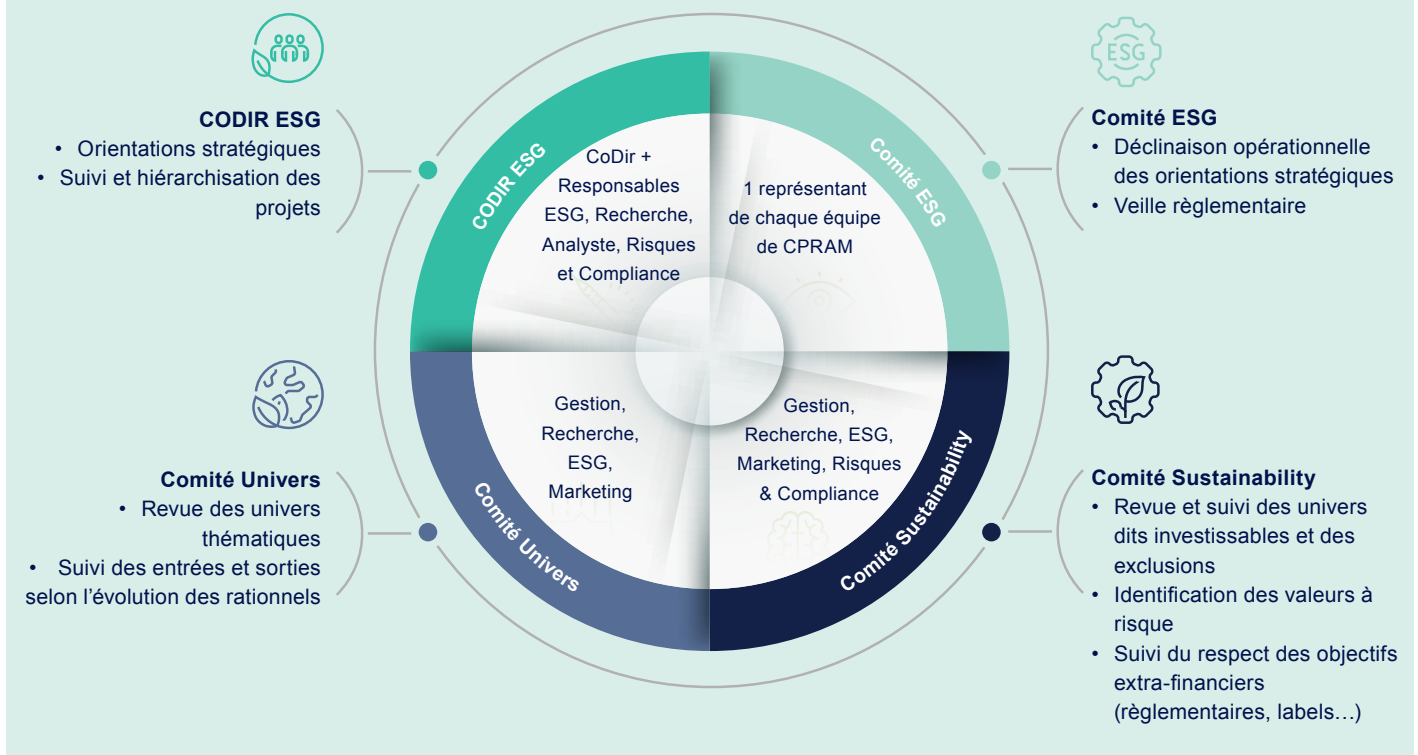 CODIR ESG
• Orientations stratégiques
• Suivi et hiérarchisation des
projets
CODIR ESG
CoDir +
Responsables
ESG, Recherche,
Analyste, Risques
et Compliance
Comité ESG
1 représentant
de chaque équipe
de CPRAM
ESG
Comité ESG
• Déclinaison opérationnelle
des orientations stratégiques
• Veille règlementaire
Comité Univers
• Revue des univers
thématiques
• Suivi des entrées et sorties
selon l’évolution des rationnels
Comité Univers
Gestion,
Recherche,
ESG,
Marketing
Gestion,
Recherche, ESG,
Marketing, Risques
& Compliance
Comité Sustainability
Comité Sustainability
• Revue et suivi des univers
dits investissables et des
exclusions
• Identification des valeurs à
risque
• Suivi du respect des objectifs
extra-financiers
(règlementaires, labels…)